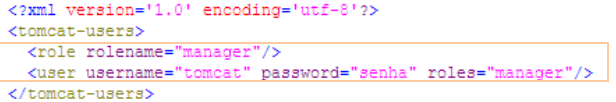 <?xml version='1.0' encoding='utf-8'?>
<tomcat-users>
<role rolename="manager"/>
<user username="tomcat" password="senha" roles="manager"/>
</tomcat-users>